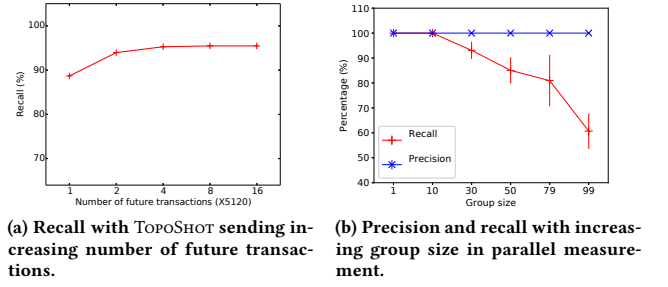 100
90
80
70
Recall (%)
1 2 4 8 16
Number of future transactions (X5120)
110
100
90
80
70
60
50
40
Percentage (%)
Recall
Precision
1 10 30 50 79 99
Group size
(a) Recall with TopoShot sending in-
creasing number of future transac-
tions.
(b) Precision and recall with increas-
ing group size in parallel measure-
ment.